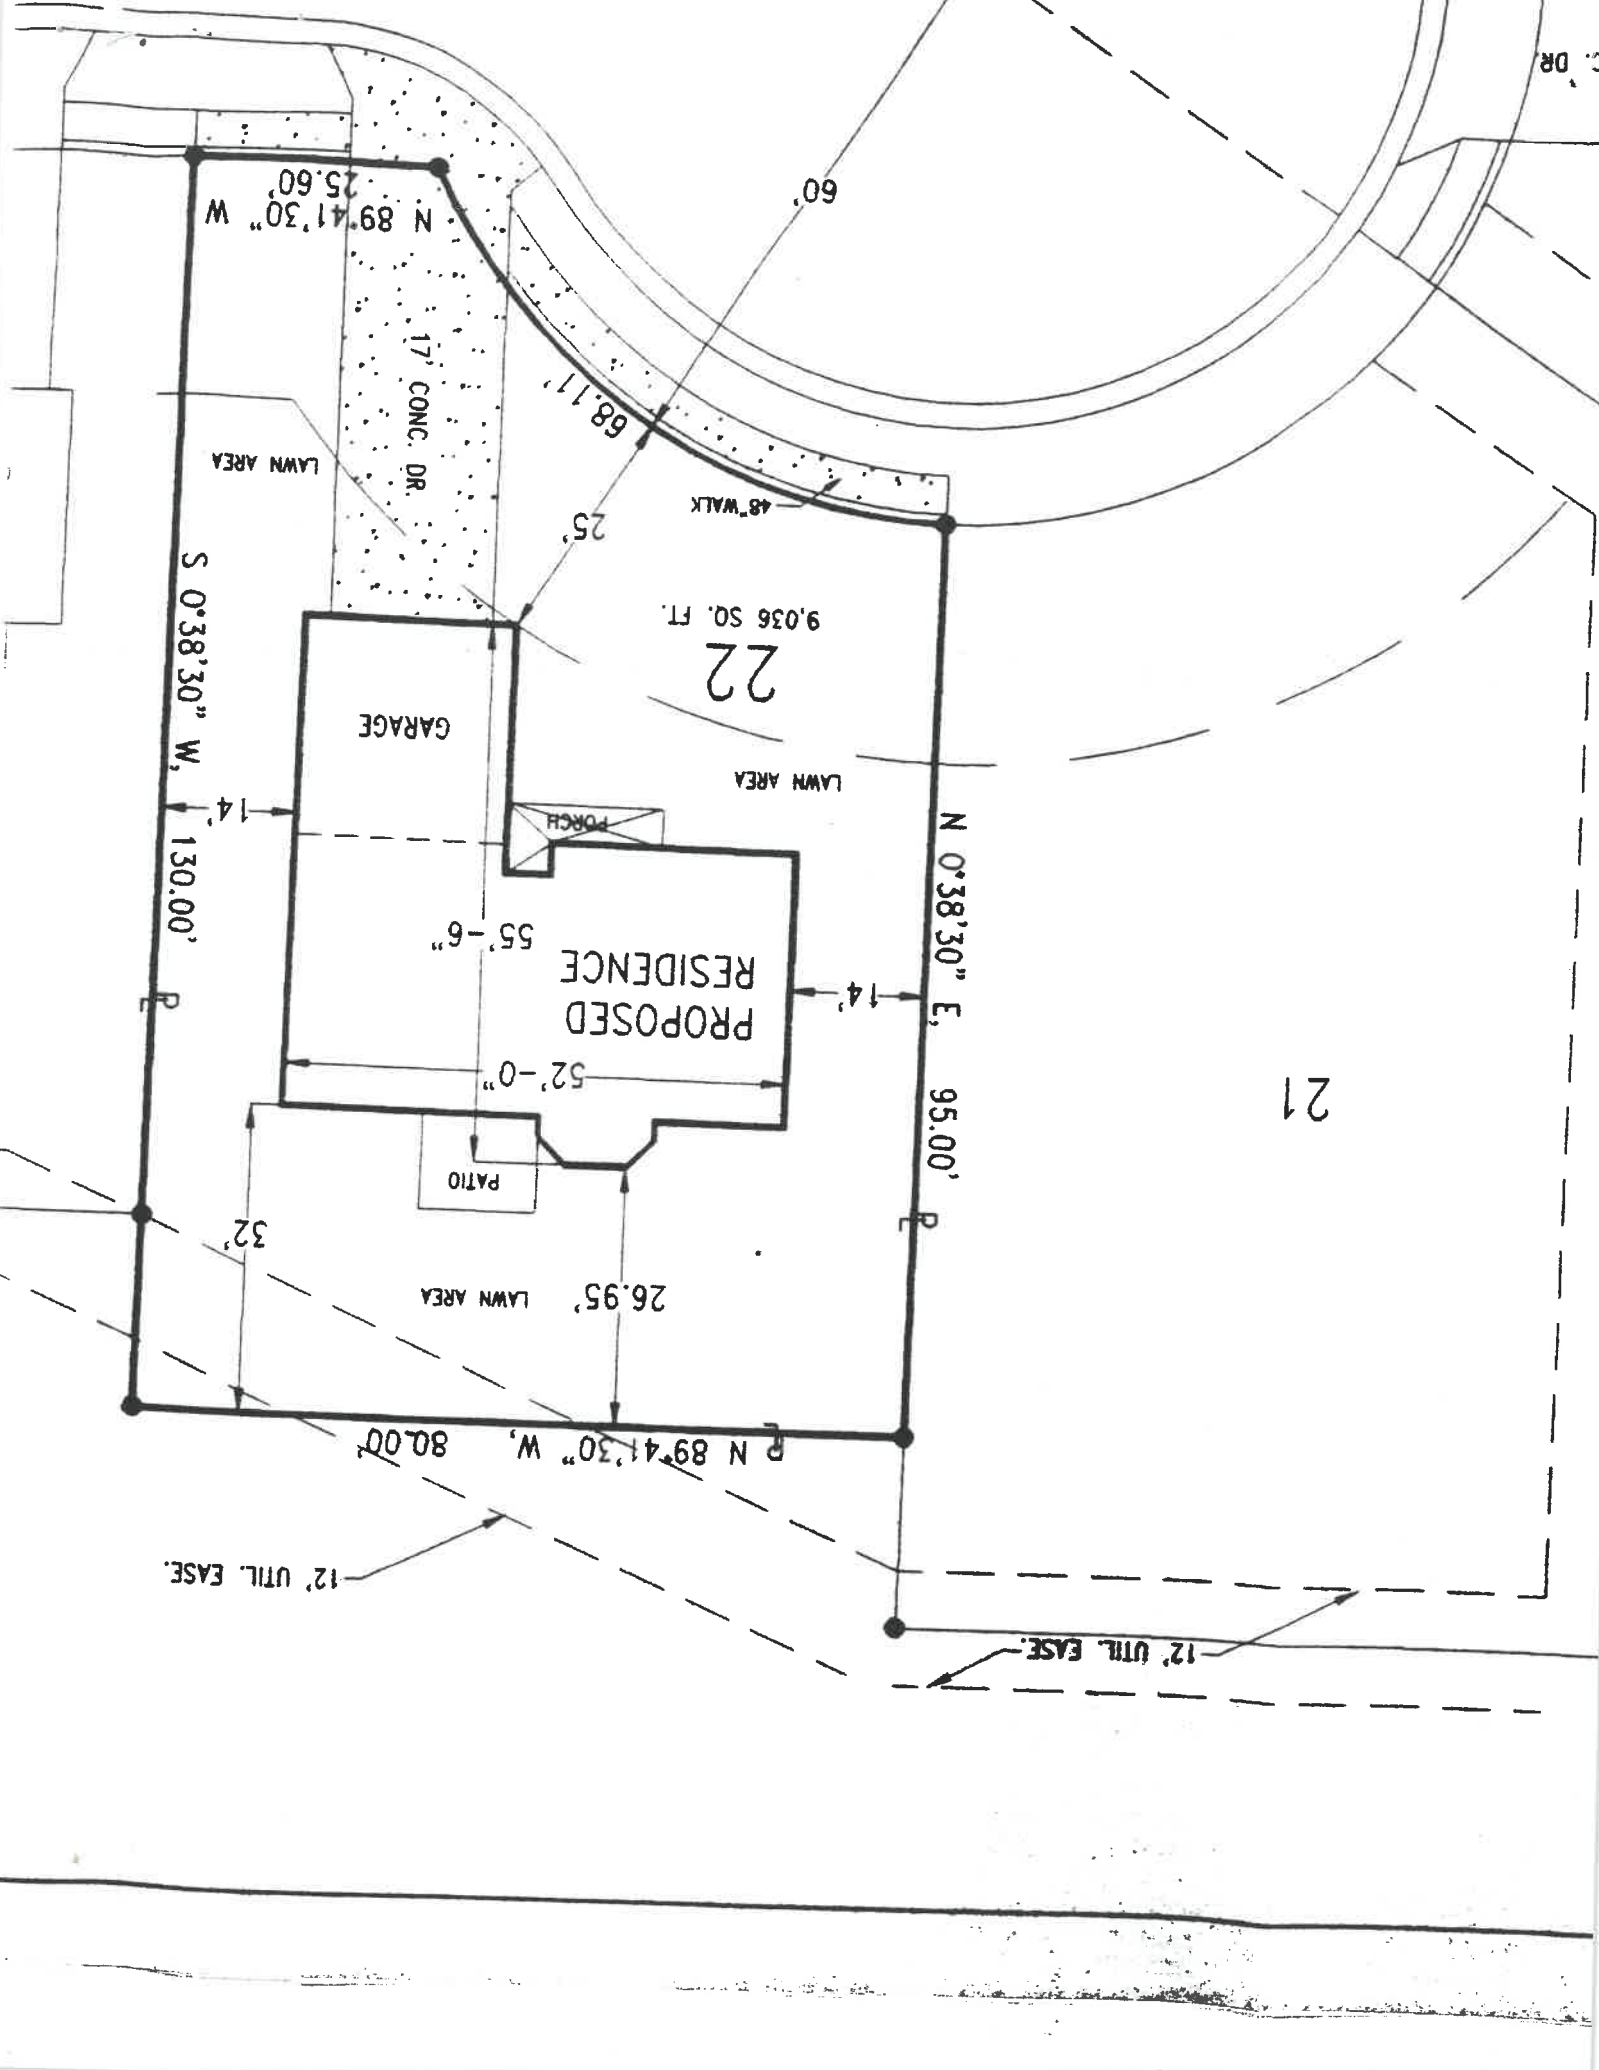 12' UTIL. EASE.
12' UTIL. EASE.
N 89°41'30" W, 80.00'
PL
LAWN AREA
26.95'
32'
PATIO
PL
21
52'-0"
PROPOSED
RESIDENCE
55'-6"
14'
N 0°38'30" E, 95.00'
PL
S 0°38'30" W, 130.00'
14'
PORCH
LAWN AREA
GARAGE
22
9,036 SQ. FT.
25'
48" WALK
LAWN AREA
17' CONC. DR.
68.11'
N 89°41'30" W
25.60'
60'
C. DR.